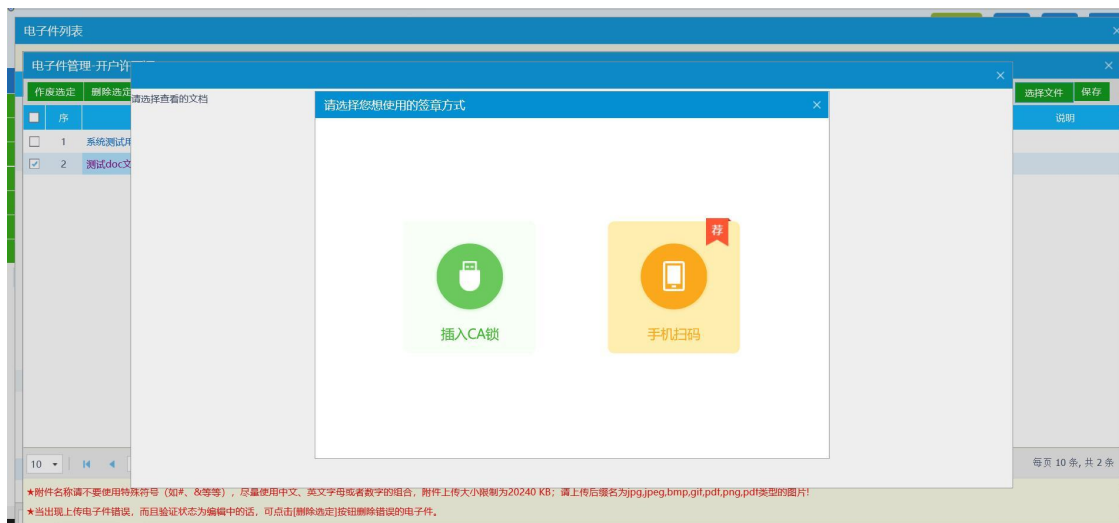 电子件列表
电子件管理-开户许
作废选定 删除选定
选择文件 保存
请选择查看的文档
请选择您想使用的签章方式
序
说明
1 系统测试用
2 测试doc文
荐
插入CA锁
手机扫码
10
每页 10 条, 共 2 条
★附件名称请不要使用特殊符号（如#、&等等），尽量使用中文、英文字母或者数字的组合，附件上传大小限制为20240 KB；请上传后缀名为jpg,jpeg,bmp,gif,pdf,png,pdf类型的图片!
★当出现上传电子件错误，而且验证状态为编辑中的话，可点击[删除选定]按钮删除错误的电子件。